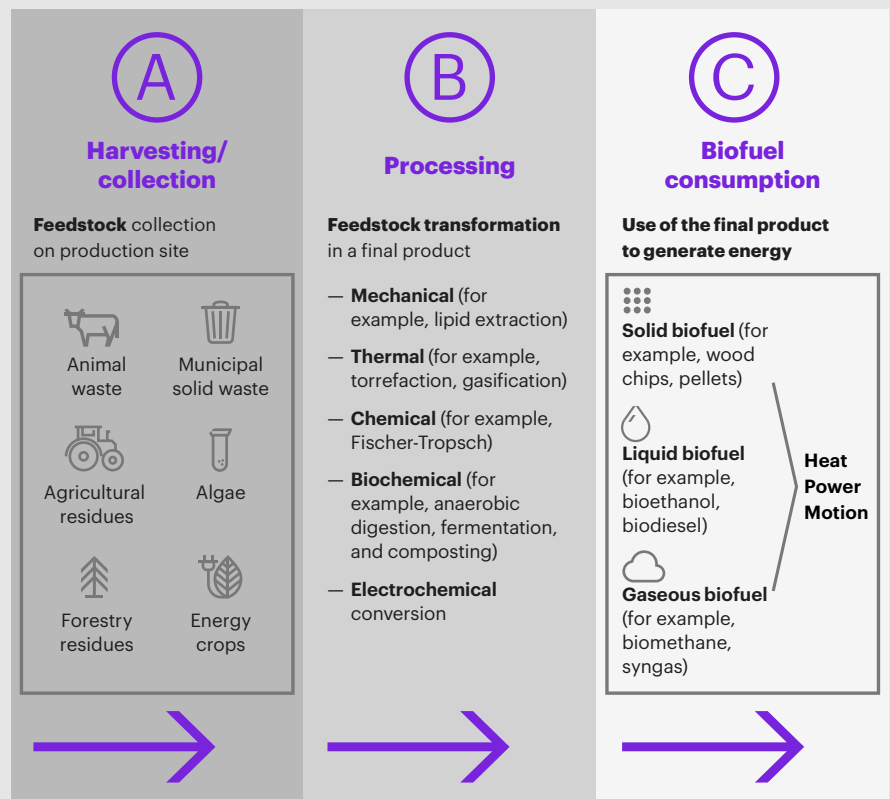 A
Harvesting/
collection
Feedstock collection
on production site
Animal
waste
Municipal
solid waste
Agricultural
residues
Algae
Forestry
residues
Energy
crops
B
Processing
Feedstock transformation
in a final product
— Mechanical (for
example, lipid extraction)
— Thermal (for example,
torrefaction, gasification)
— Chemical (for example,
Fischer-Tropsch)
— Biochemical (for
example, anaerobic
digestion, fermentation,
and composting)
— Electrochemical
conversion
C
Biofuel
consumption
Use of the final product
to generate energy
Solid biofuel (for
example, wood
chips, pellets)
Liquid biofuel
(for example,
bioethanol,
biodiesel)
Gaseous biofuel
(for example,
biomethane,
syngas)
Heat
Power
Motion